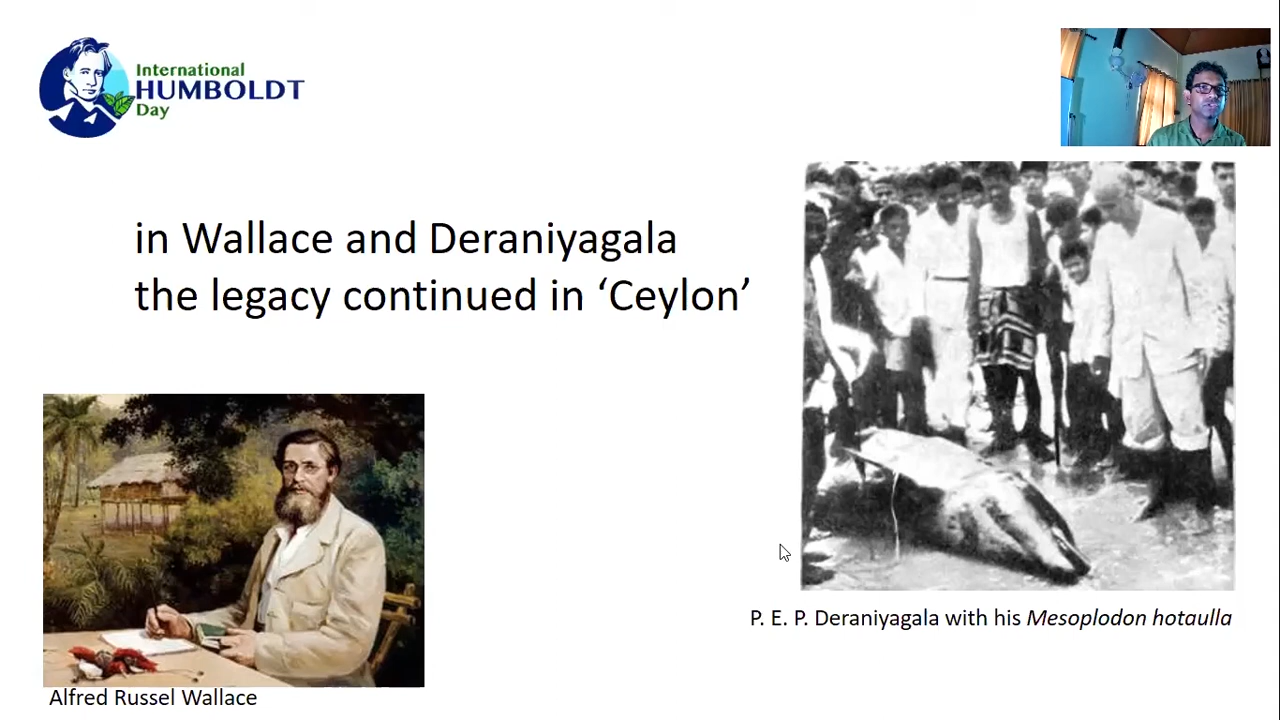 International
HUMBOLDT
Day
in Wallace and Deraniyagala
the legacy continued in ‘Ceylon’
P. E. P. Deraniyagala with his Mesoplodon hotaulla
Alfred Russel Wallace